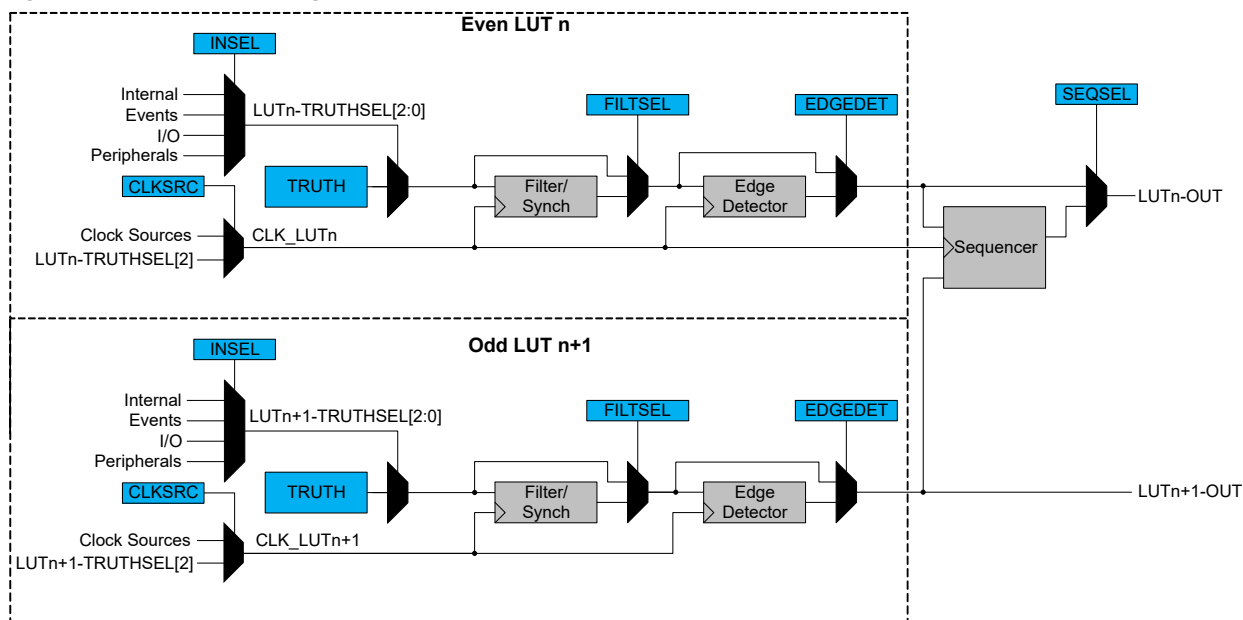 Even LUT n
INSEL
Internal
Events
I/O
Peripherals
LUTn-TRUTHSEL[2:0]
FILTSEL
EDGEDET
SEQSEL
CLKSRC
TRUTH
Filter/
Synch
Edge
Detector
LUTn-OUT
Clock Sources
LUTn-TRUTHSEL[2]
CLK_LUTn
Sequencer
Odd LUT n+1
INSEL
Internal
Events
I/O
Peripherals
LUTn+1-TRUTHSEL[2:0]
FILTSEL
EDGEDET
CLKSRC
TRUTH
Filter/
Synch
Edge
Detector
LUTn+1-OUT
Clock Sources
LUTn+1-TRUTHSEL[2]
CLK_LUTn+1